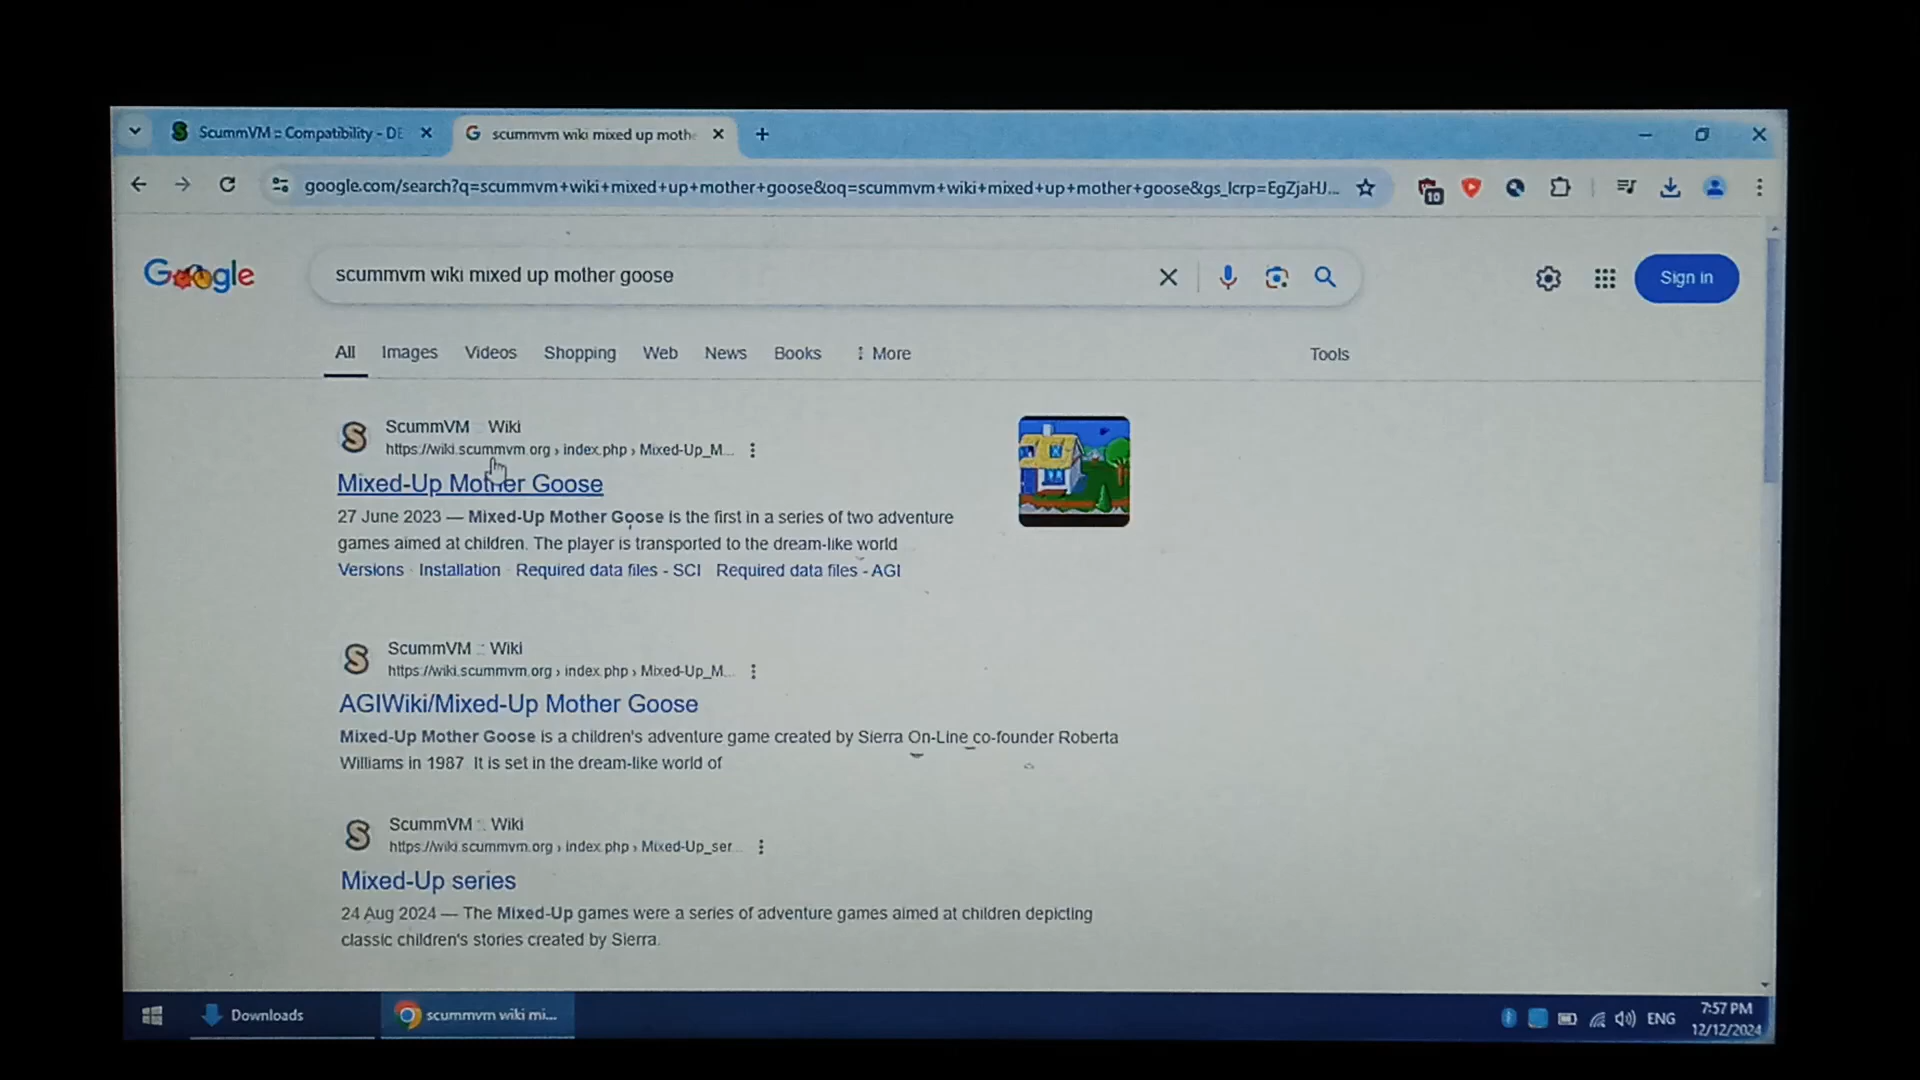 ScummVM :: Compatibility - DE
scummvm wiki mixed up mothe
google.com/search?q=scummvm+wiki+mixed+up+mother+goose&oq=scummvm+wiki+mixed+up+mother+goose&gs_lcrp=EgZjaHJ...
10
Google
scummvm wiki mixed up mother goose
Sign in
All Images Videos Shopping Web News Books More Tools
ScummVM Wiki
https://wiki.scummvm.org › index.php › Mixed-Up_M...
Mixed-Up Mother Goose
27 June 2023 — Mixed-Up Mother Goose is the first in a series of two adventure
games aimed at children. The player is transported to the dream-like world
Versions · Installation · Required data files - SCI Required data files - AGI
ScummVM :: Wiki
https://wiki.scummvm.org › index.php › Mixed-Up_M...
AGIWiki/Mixed-Up Mother Goose
Mixed-Up Mother Goose is a children's adventure game created by Sierra On-Line co-founder Roberta
Williams in 1987 It is set in the dream-like world of
ScummVM :: Wiki
https://wiki.scummvm.org › index.php › Mixed-Up_ser...
Mixed-Up series
24 Aug 2024 — The Mixed-Up games were a series of adventure games aimed at children depicting
classic children's stories created by Sierra.
Downloads
scummvm wiki mi...
ENG
7:57 PM
12/12/2024